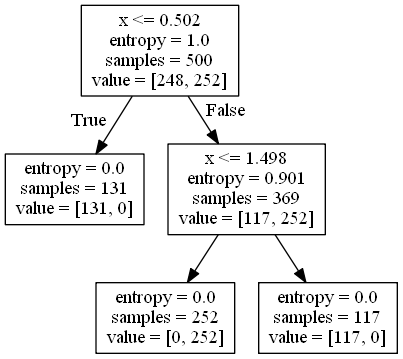 x <= 0.502
entropy = 1.0
samples = 500
value = [248, 252]
True
False
entropy = 0.0
samples = 131
value = [131, 0]
x <= 1.498
entropy = 0.901
samples = 369
value = [117, 252]
entropy = 0.0
samples = 252
value = [0, 252]
entropy = 0.0
samples = 117
value = [117, 0]